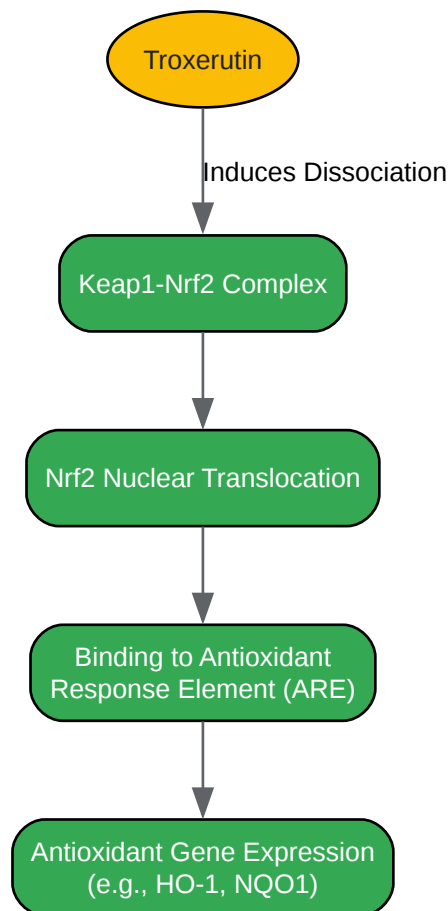 Troxerutin
Induces Dissociation
Keap1-Nrf2 Complex
Nrf2 Nuclear Translocation
Binding to Antioxidant
Response Element (ARE)
Antioxidant Gene Expression
(e.g., HO-1, NQO1)